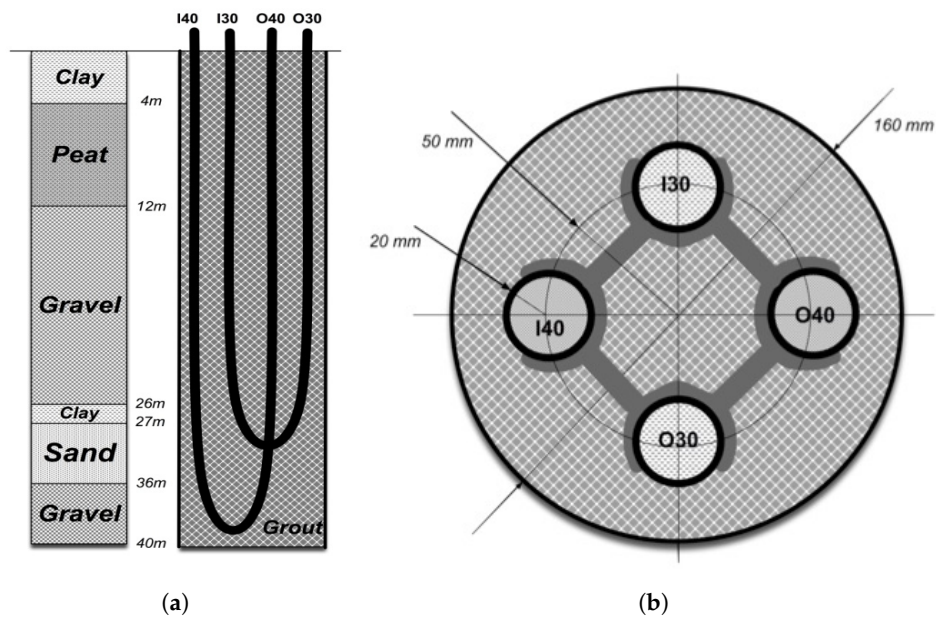 I40 I30 O40 O30
Clay
4m
Peat
12m
Gravel
26m
Clay
27m
Sand
36m
Gravel
40m
Grout
50 mm
160 mm
20 mm
I30
I40
O40
O30
(a)
(b)